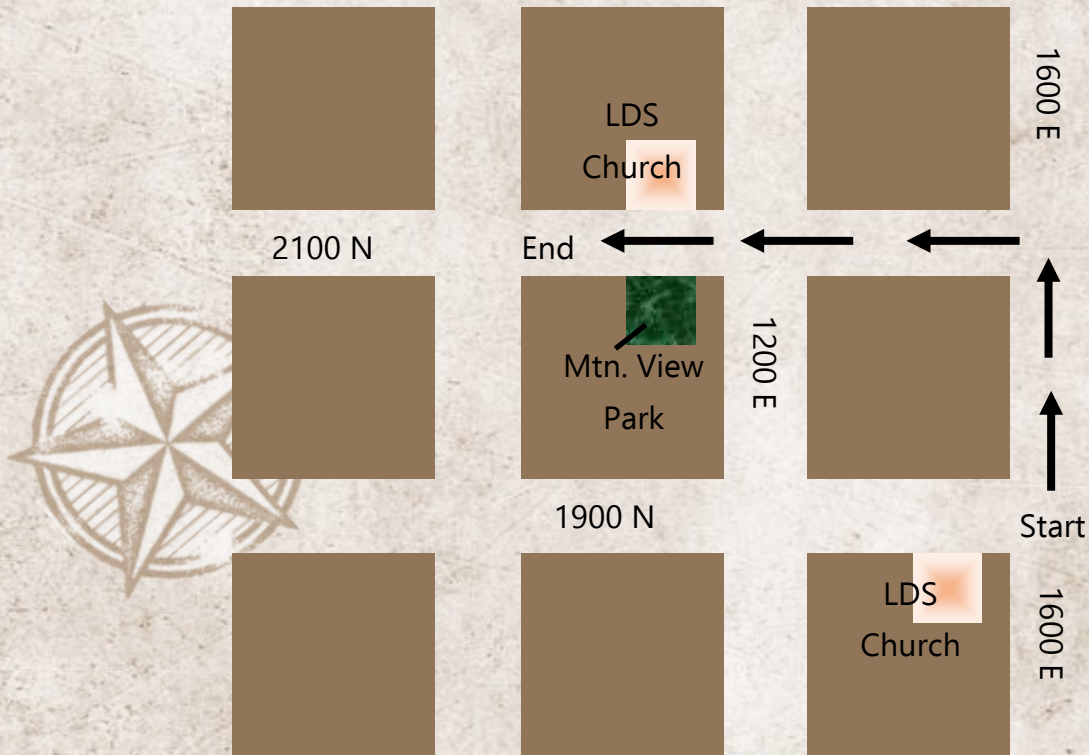 1600 E
LDS
Church
2100 N
End
1200 E
Mtn. View
Park
1900 N
Start
LDS
Church
1600 E